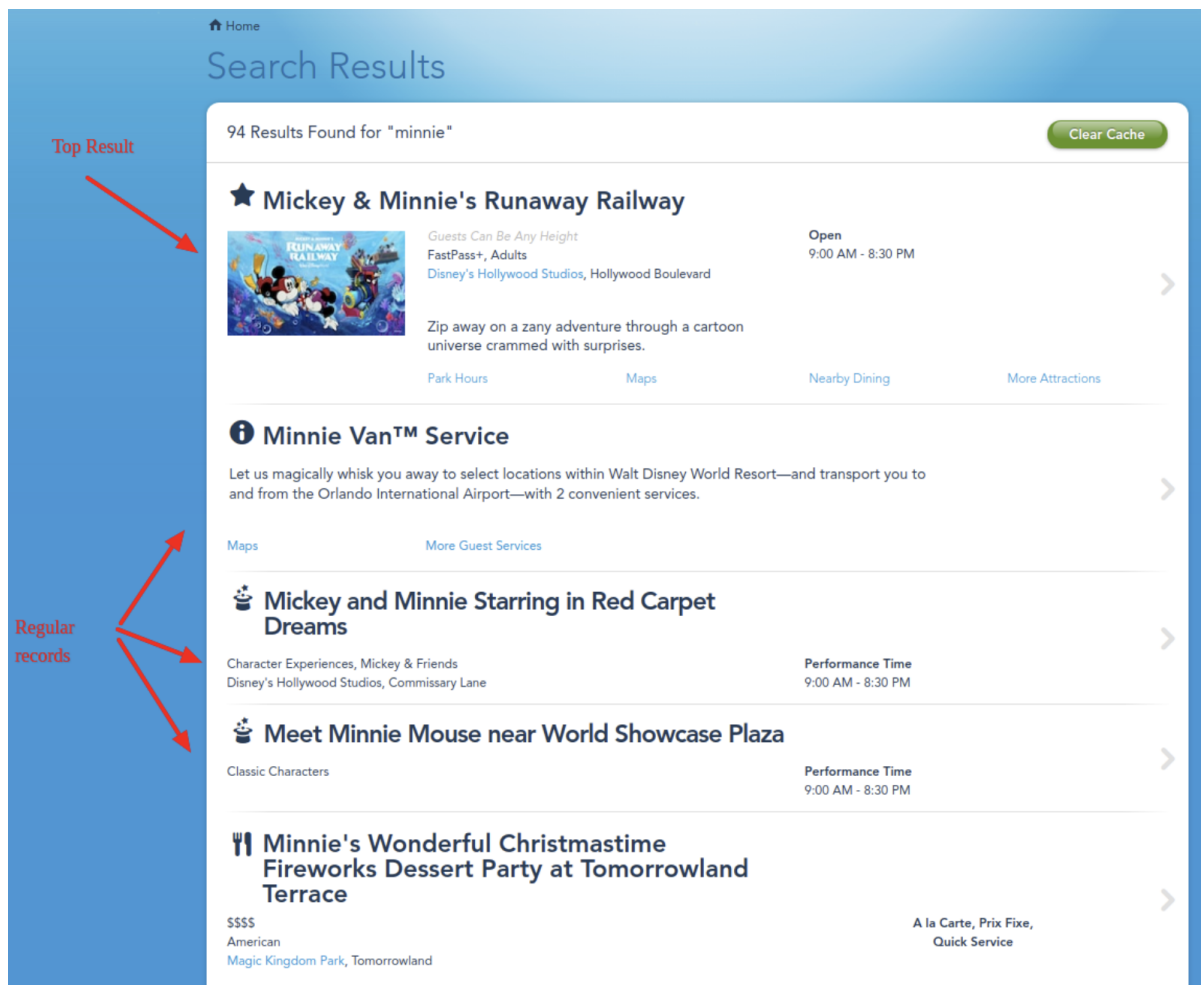 Home
Search Results
94 Results Found for "minnie"
Clear Cache
Top Result
Mickey & Minnie's Runaway Railway
RUNAWAY
RAILWAY
Guests Can Be Any Height
FastPass+, Adults
Disney's Hollywood Studios, Hollywood Boulevard
Open
9:00 AM - 8:30 PM
Zip away on a zany adventure through a cartoon
universe crammed with surprises.
Park Hours Maps Nearby Dining More Attractions
Minnie Van™ Service
Let us magically whisk you away to select locations within Walt Disney World Resort—and transport you to
and from the Orlando International Airport—with 2 convenient services.
Maps More Guest Services
Regular
records
Mickey and Minnie Starring in Red Carpet
Dreams
Character Experiences, Mickey & Friends
Disney's Hollywood Studios, Commissary Lane
Performance Time
9:00 AM - 8:30 PM
Meet Minnie Mouse near World Showcase Plaza
Classic Characters
Performance Time
9:00 AM - 8:30 PM
Minnie's Wonderful Christmastime
Fireworks Dessert Party at Tomorrowland
Terrace
$$$$
American
Magic Kingdom Park, Tomorrowland
A la Carte, Prix Fixe,
Quick Service